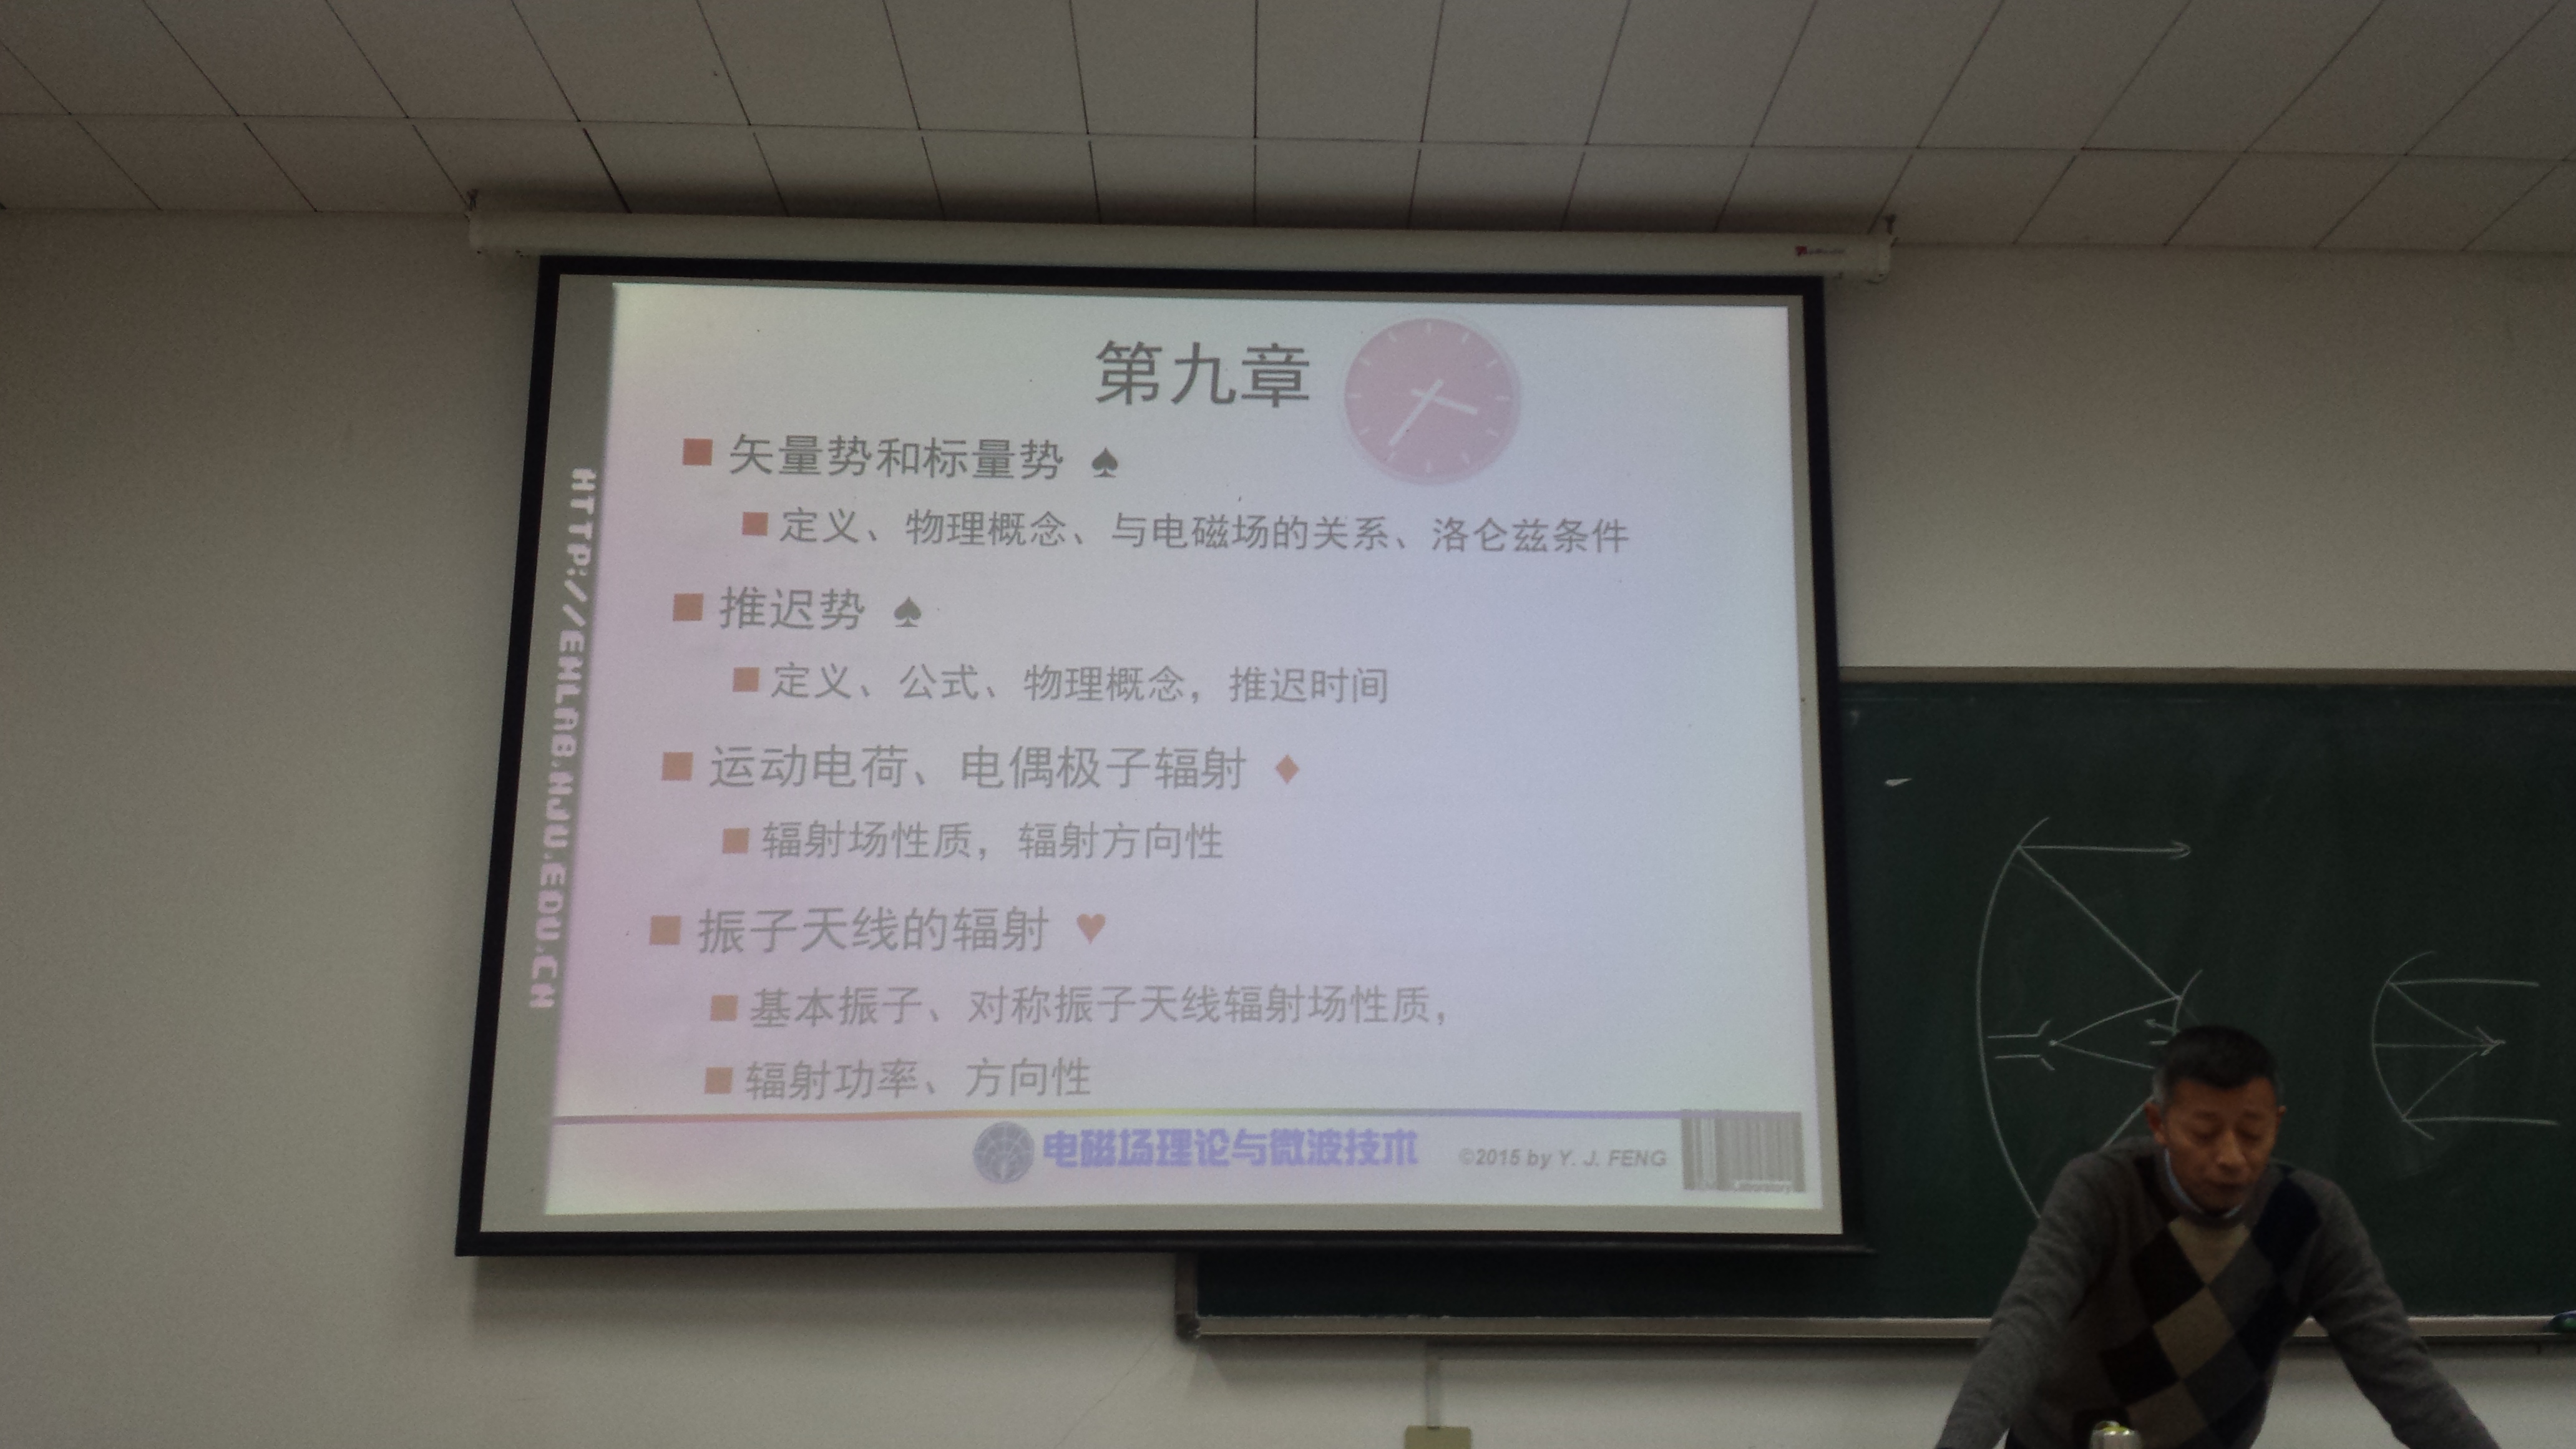 第九章
矢量势和标量势 ♠
定义、物理概念、与电磁场的关系、洛仑兹条件
推迟势 ♠
定义、公式、物理概念，推迟时间
运动电荷、电偶极子辐射 ♦
辐射场性质，辐射方向性
振子天线的辐射 ♥
基本振子、对称振子天线辐射场性质，
辐射功率、方向性
电磁场理论与微波技术
©2015 by Y. J. FENG
HTTP://EMLAB.NJU.EDU.CN